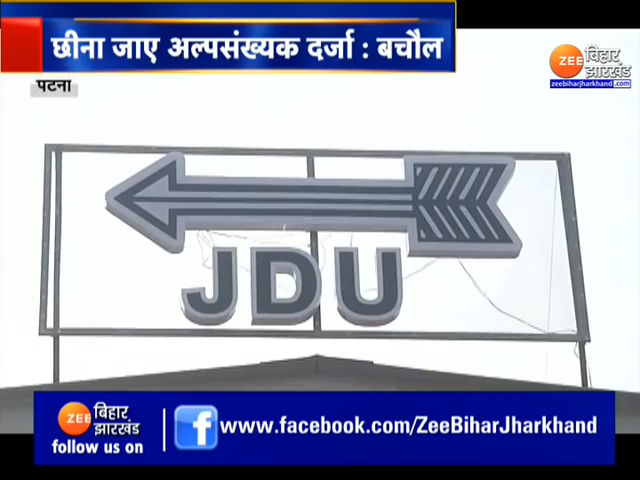 छीना जाए अल्पसंख्यक दर्जा : बचौल
ZEE बिहार झारखंड
zeebiharjharkhand.com
पटना
JDU
ZEE बिहार झारखंड
follow us on
f www.facebook.com/ZeeBiharJharkhand